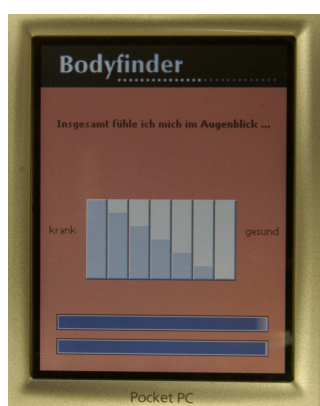 Bodyfinder
Insgesamt fühle ich mich im Augenblick ...
krank
gesund
Pocket PC